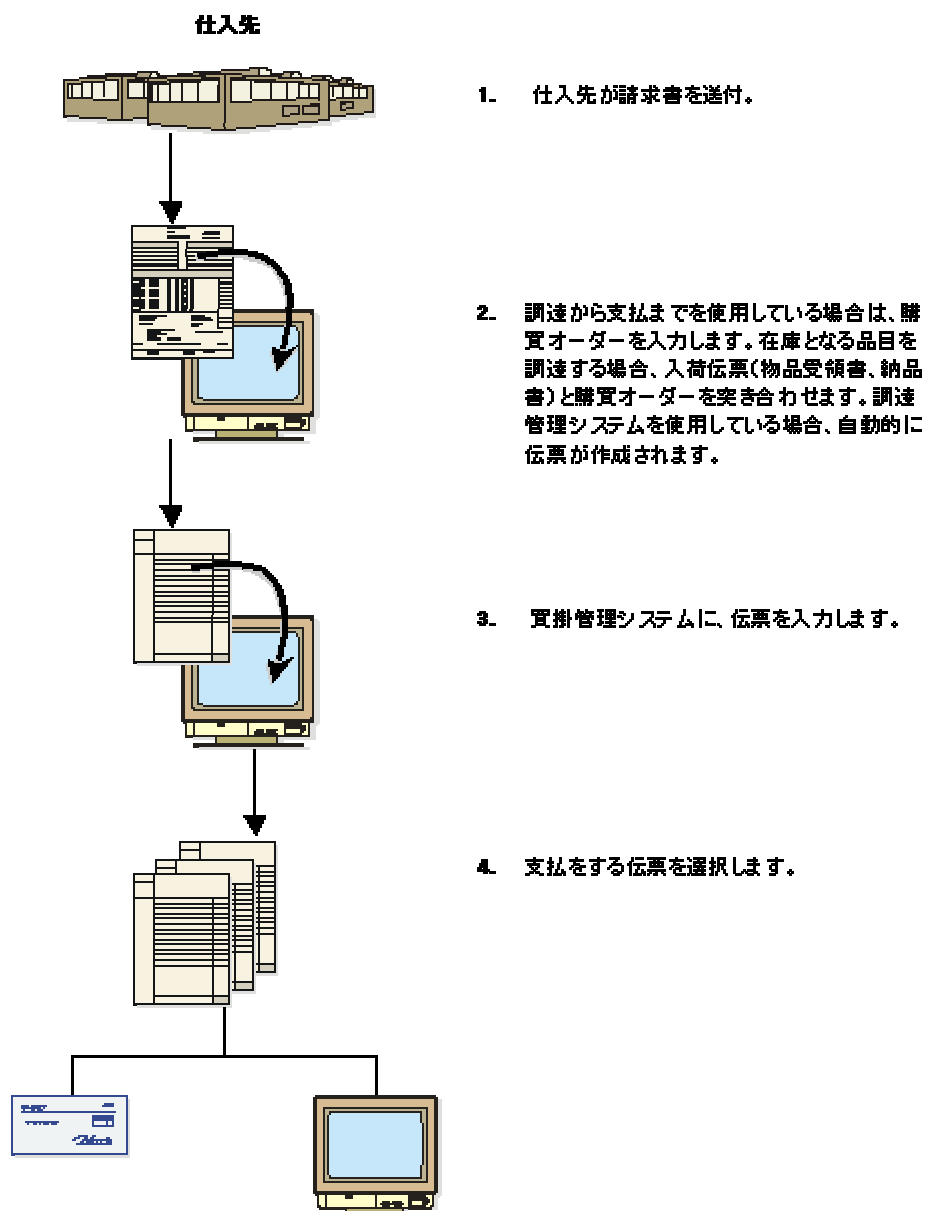 仕入先
1. 仕入先が請求書を送付。
2. 調達から支払までを使用している場合は、購
買オーダーを入力します。在庫となる品目を
調達する場合、入荷伝票(物品受領書、納品
書)と購買オーダーを突き合わせます。調達
管理システムを使用している場合、自動的に
伝票が作成されます。
3. 買掛管理システムに、伝票を入力します。
4. 支払をする伝票を選択します。